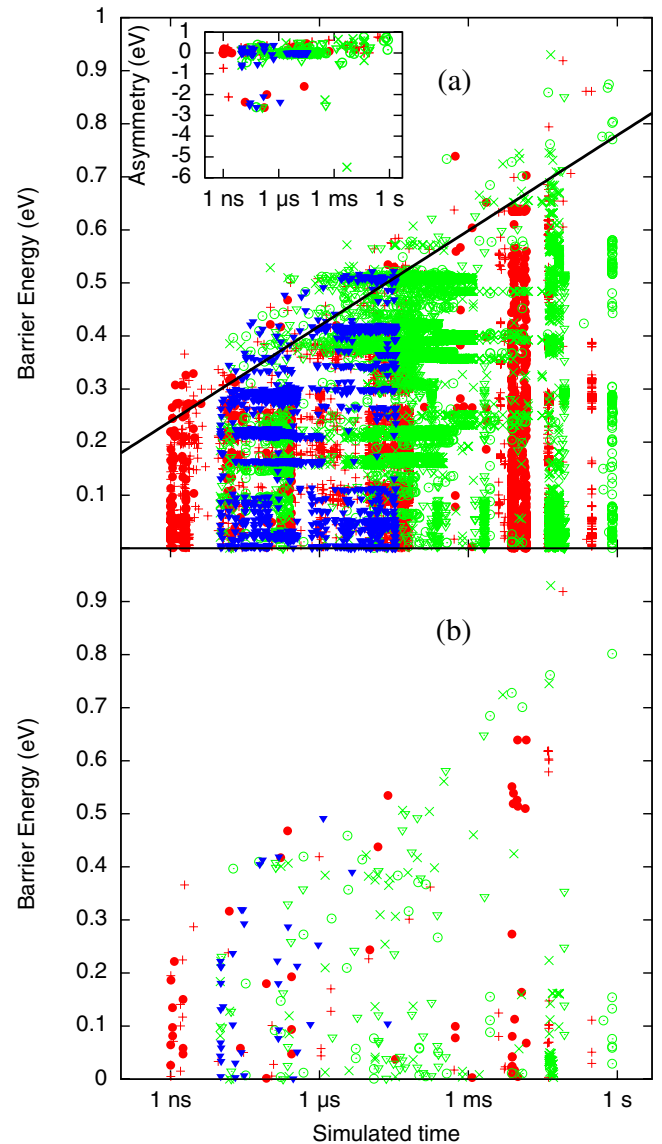 (a)
Asymmetry (eV)
1
0
-1
-2
-3
-4
-5
-6
1 ns
1 µs
1 ms
1 s
Barrier Energy (eV)
1
0.9
0.8
0.7
0.6
0.5
0.4
0.3
0.2
0.1
(b)
Barrier Energy (eV)
0.9
0.8
0.7
0.6
0.5
0.4
0.3
0.2
0.1
0
1 ns
1 µs
1 ms
1 s
Simulated time